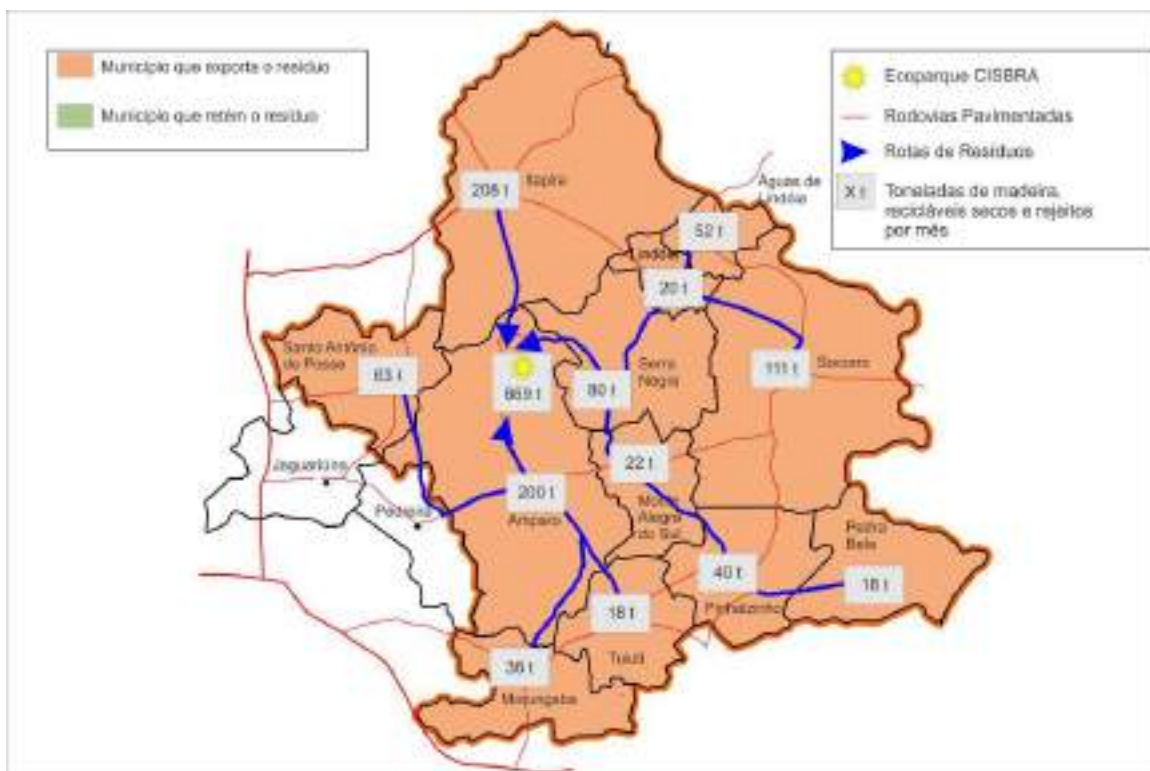 Município que exporta o resíduo
Município que retém o resíduo
Ecoparque CISBRA
Rodovias Pavimentadas
Rotas de Resíduos
X t
Toneladas de madeira,
recicláveis secos e rejeitos
por mês
Itapira
208 t
Águas de
Lindóia
52 t
Lindóia
20 t
Santo Antônio
de Posse
63 t
869 t
80 t
Serra
Negra
111 t
Socorro
Jaguariúna
Pedreira
200 t
Amparo
22 t
Monte
Alegre
do Sul
Pedra
Bela
40 t
18 t
Pinhalzinho
18 t
Tuiuti
36 t
Morungaba